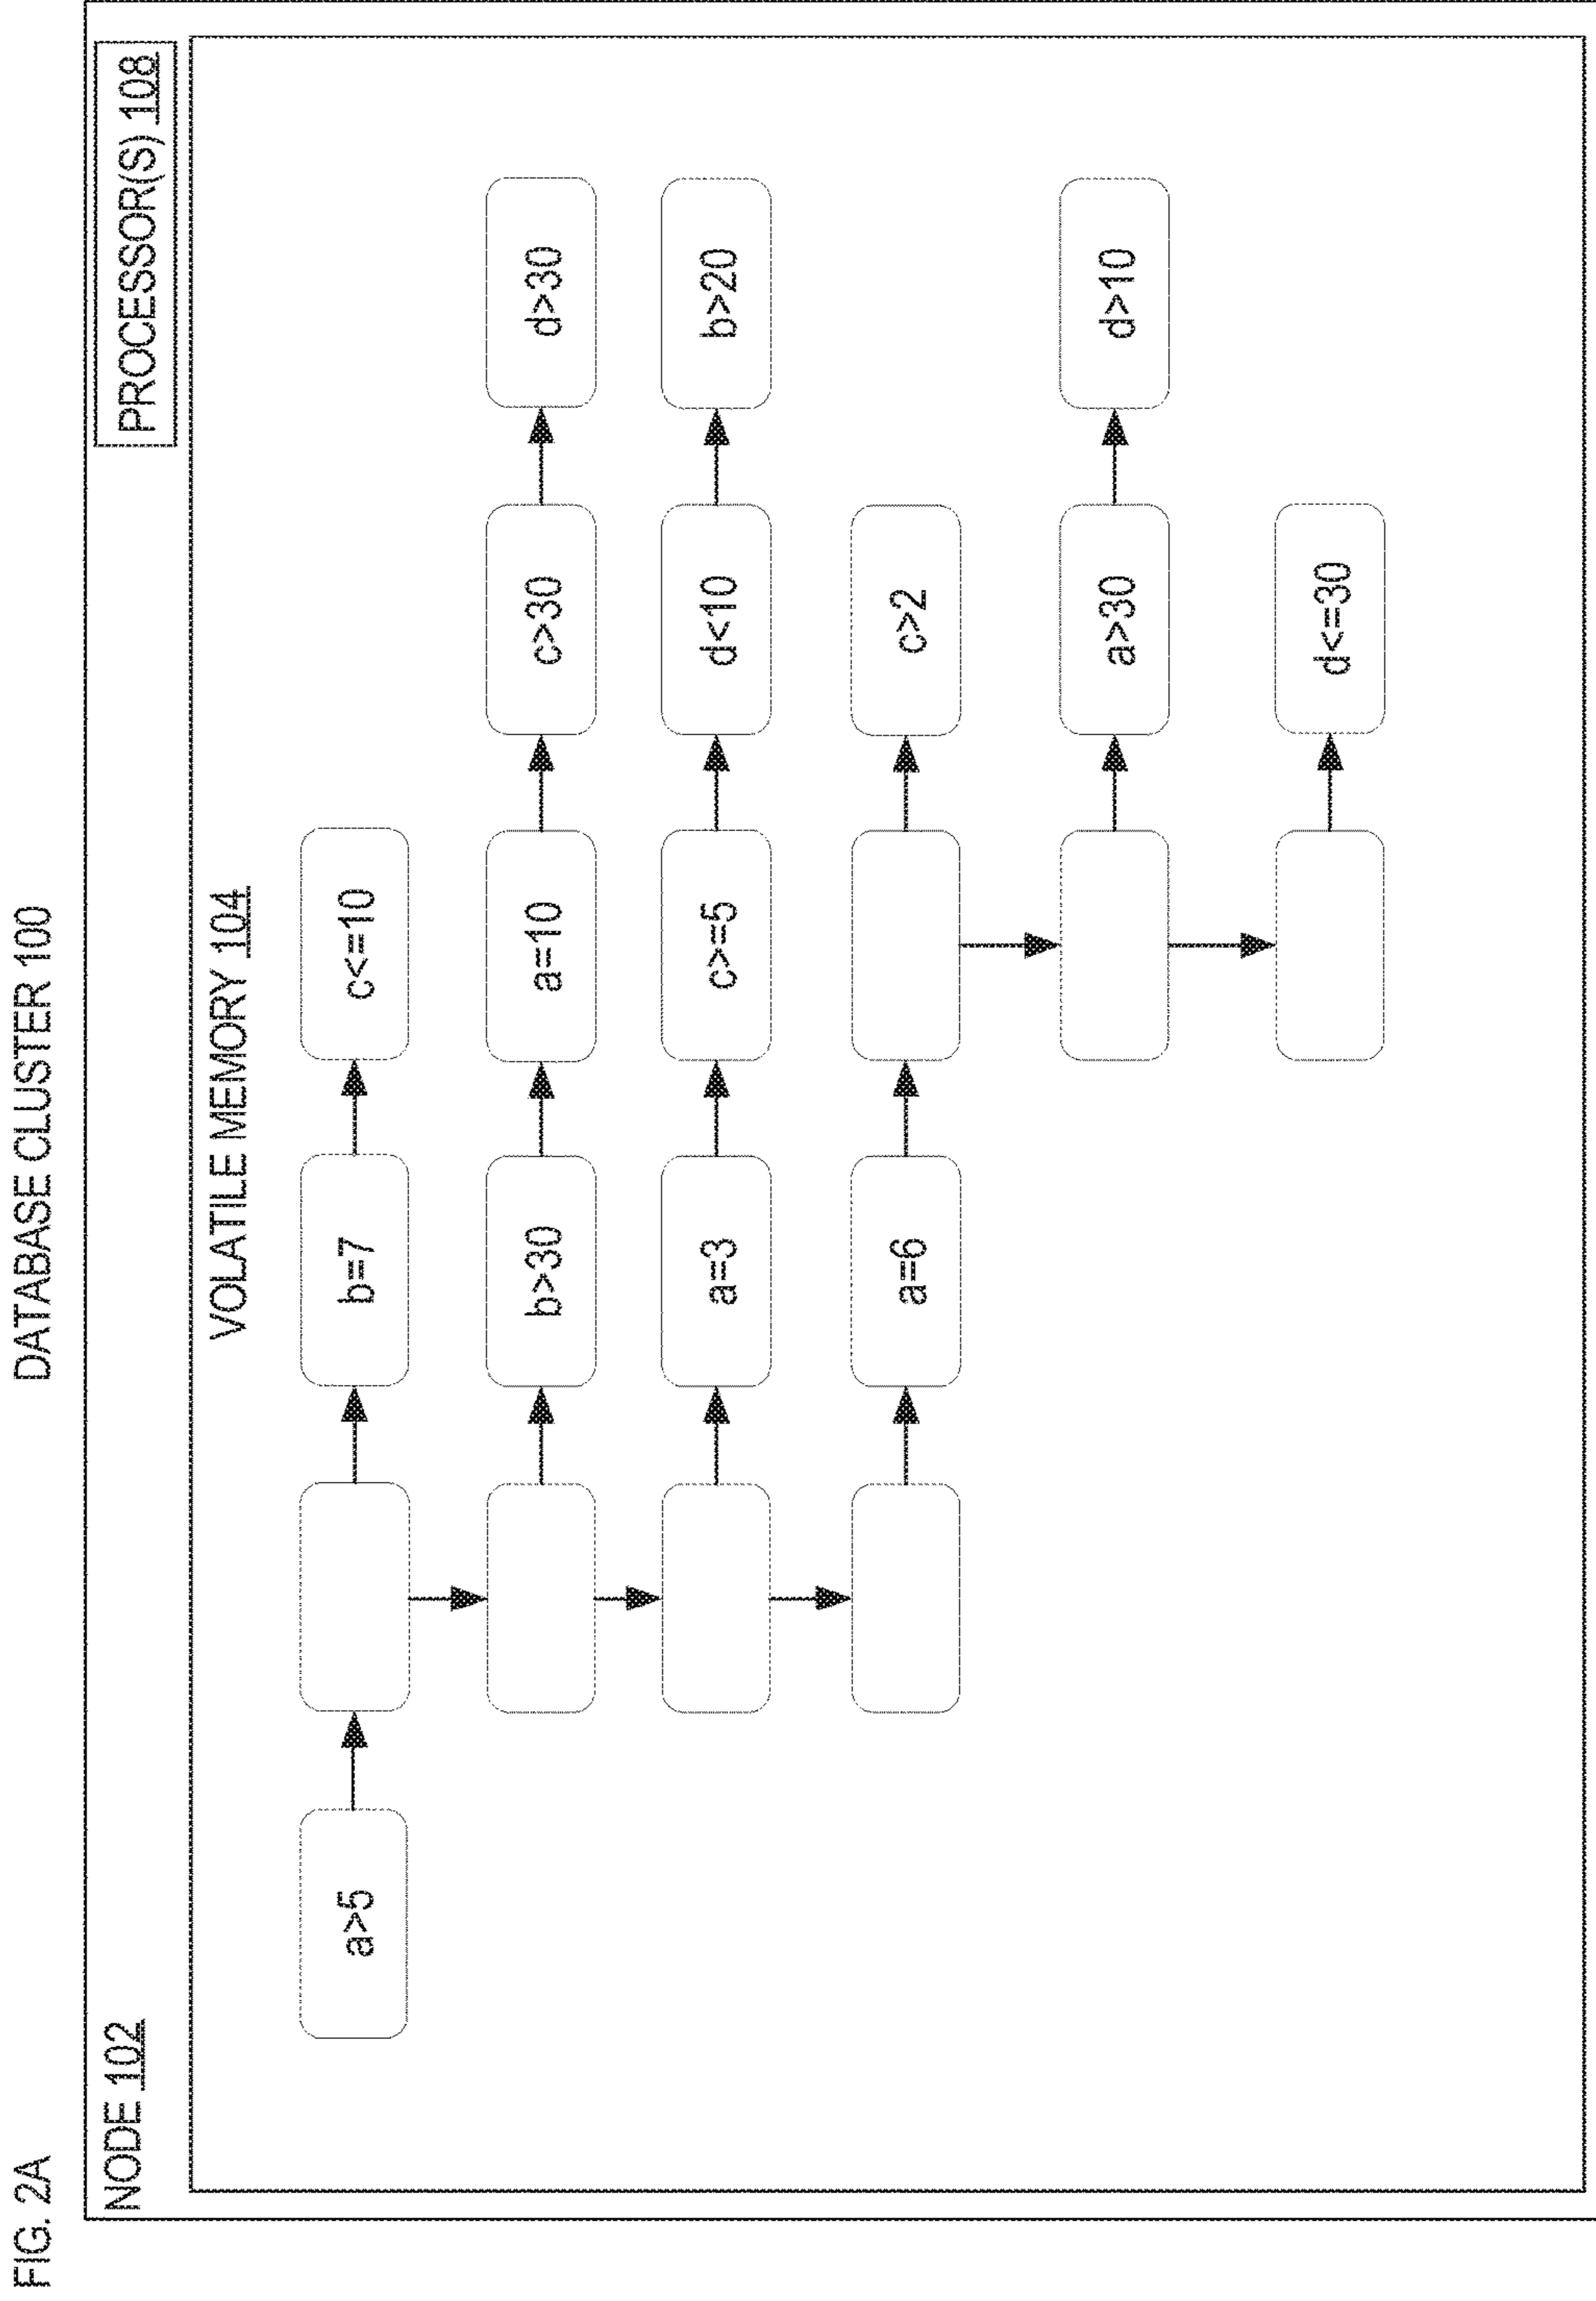 FIG. 2A
DATABASE CLUSTER 100
NODE 102
PROCESSOR(S) 108
VOLATILE MEMORY 104
a>5
b=7
c<=10
b>30
a=10
c>30
d>30
a=3
c>=5
d<10
b>20
a=6
c>2
a>30
d>10
d<=30